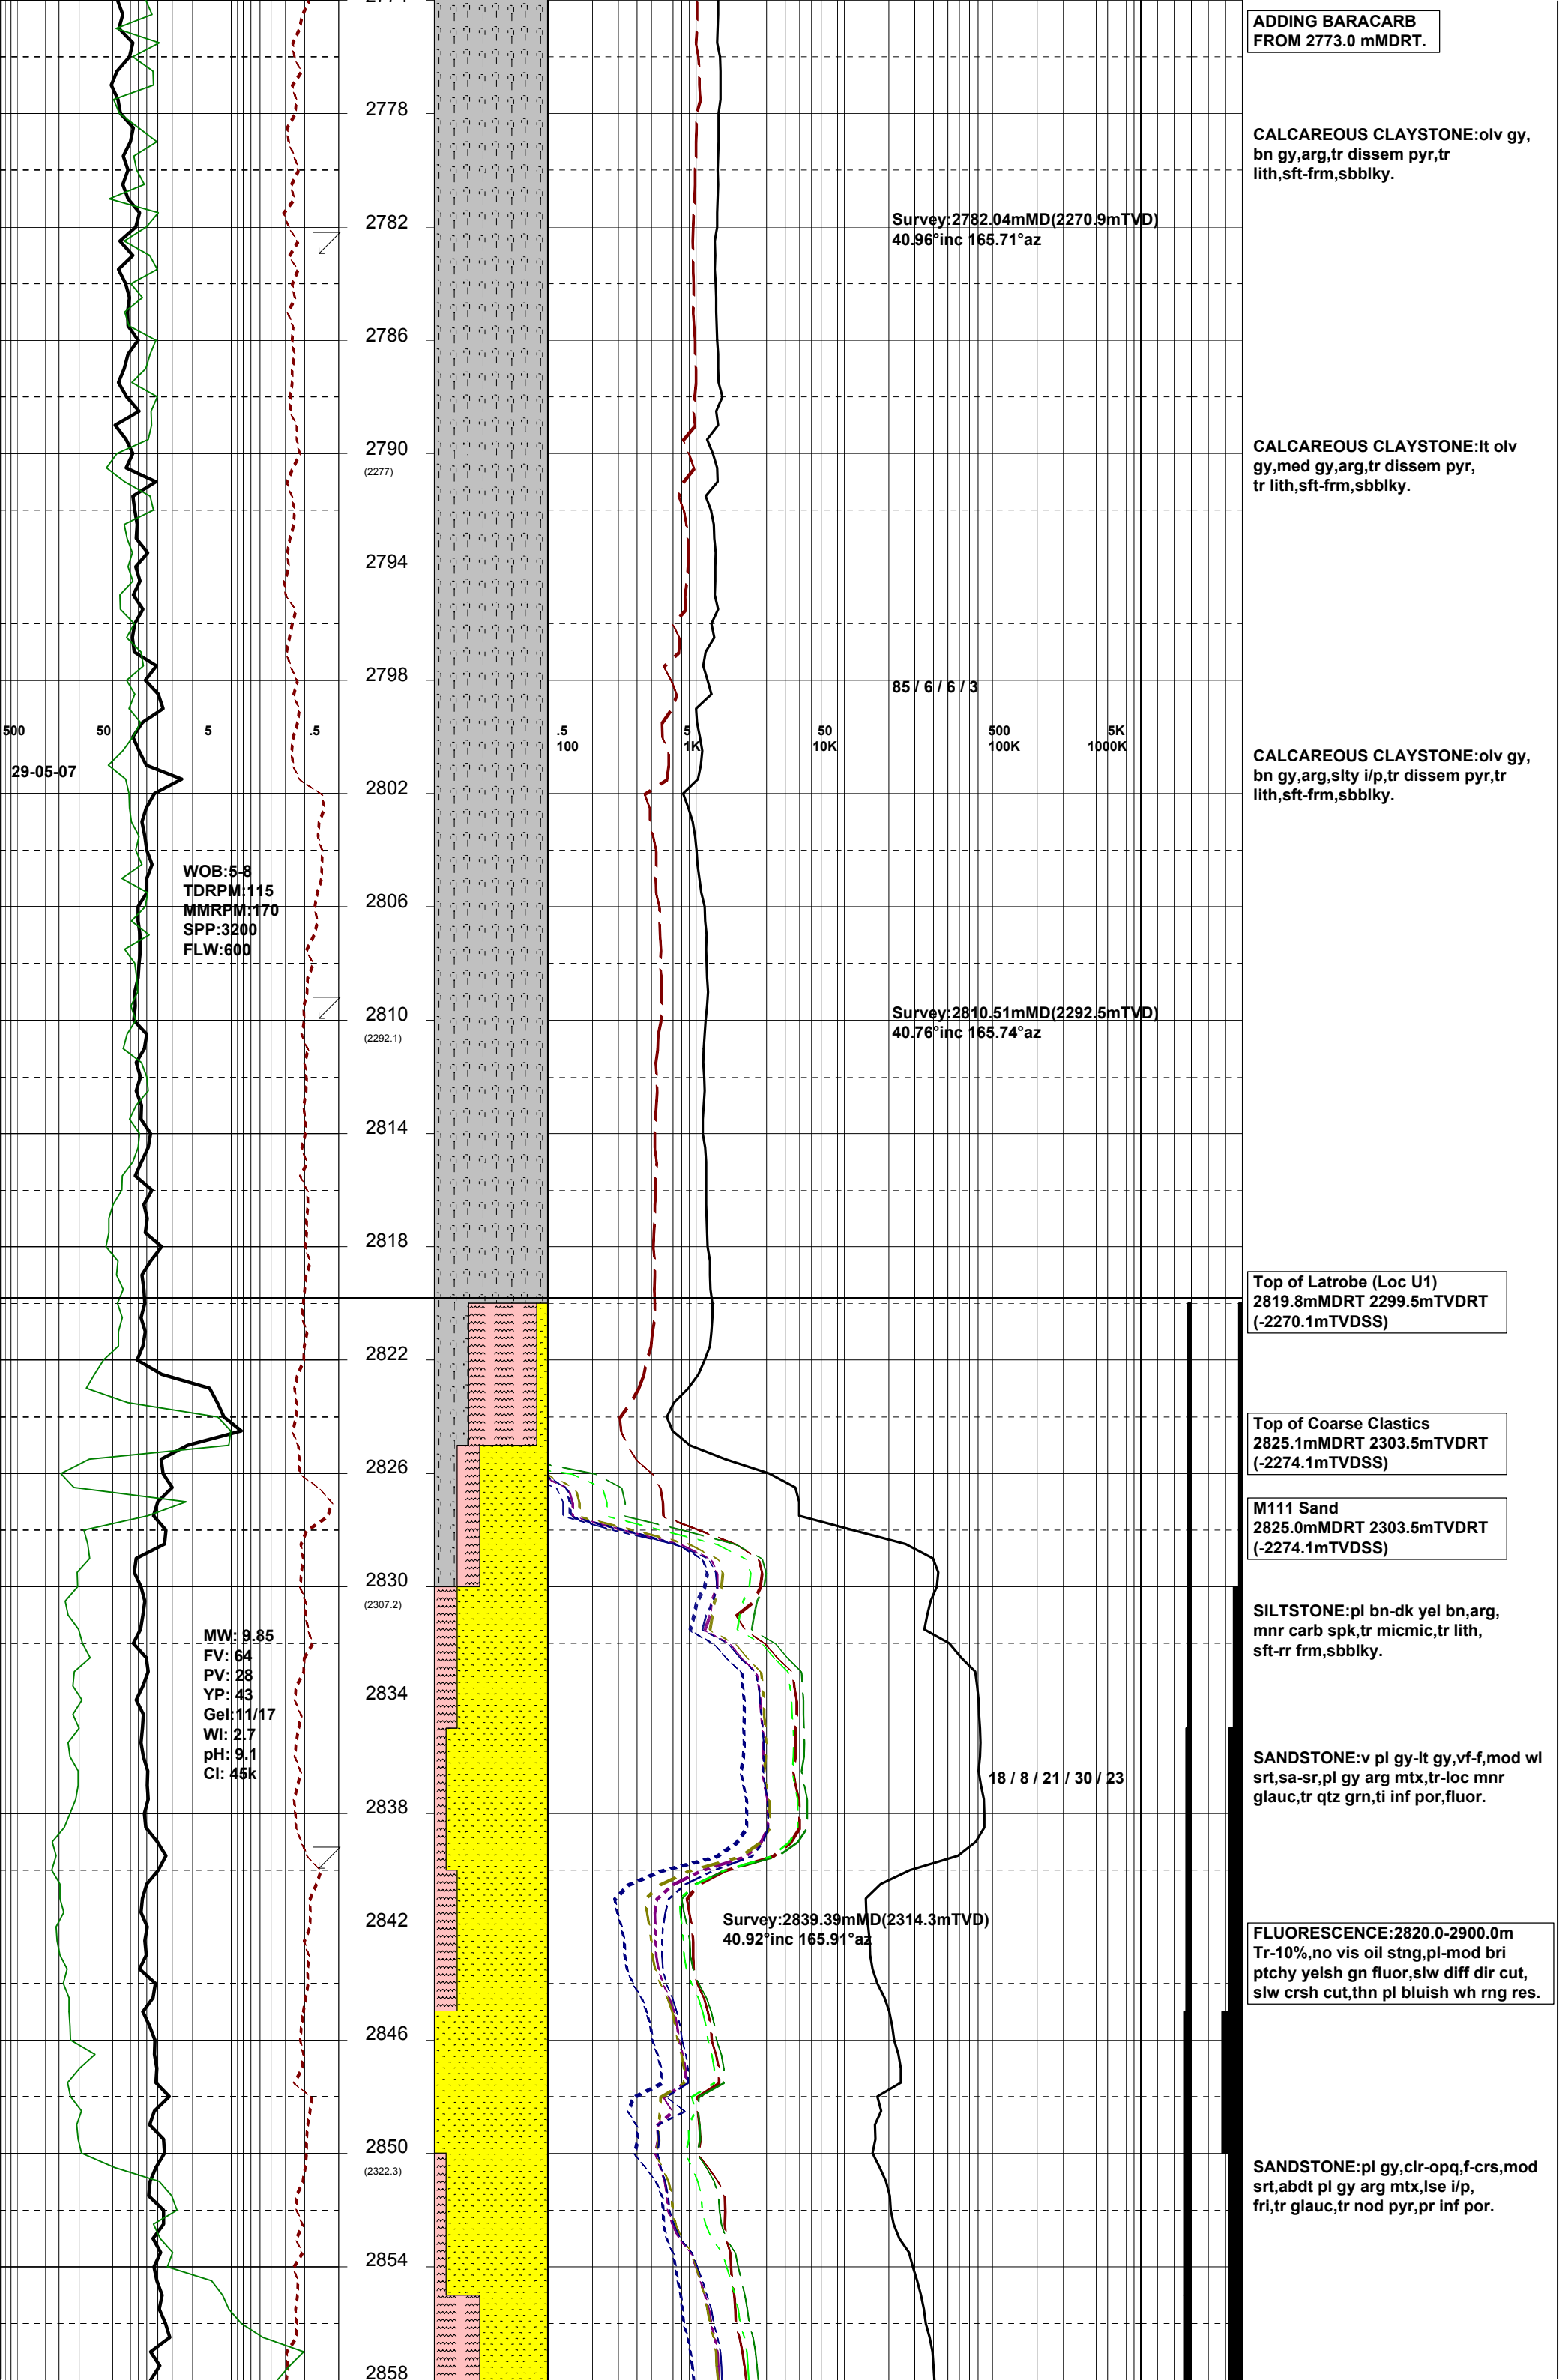 ADDING BARACARB
FROM 2773.0 mMDRT.
2778
CALCAREOUS CLAYSTONE:olv gy,
bn gy,arg,tr dissem pyr,tr
lith,sft-frm,sbblky.
2782
Survey:2782.04mMD(2270.9mTVD)
40.96°inc 165.71°az
2786
2790
(2277)
CALCAREOUS CLAYSTONE:lt olv
gy,med gy,arg,tr dissem pyr,
tr lith,sft-frm,sbblky.
2794
2798
85 / 6 / 6 / 3
500 50 5 .5 .5 5 50 500 5K
100 1K 10K 100K 1000K
29-05-07
CALCAREOUS CLAYSTONE:olv gy,
bn gy,arg,slty i/p,tr dissem pyr,tr
lith,sft-frm,sbblky.
2802
WOB:5-8
TDRPM:115
MMRPM:170
SPP:3200
FLW:600
2806
2810
(2292.1)
Survey:2810.51mMD(2292.5mTVD)
40.76°inc 165.74°az
2814
2818
Top of Latrobe (Loc U1)
2819.8mMDRT 2299.5mTVDRT
(-2270.1mTVDSS)
2822
Top of Coarse Clastics
2825.1mMDRT 2303.5mTVDRT
(-2274.1mTVDSS)
2826
M111 Sand
2825.0mMDRT 2303.5mTVDRT
(-2274.1mTVDSS)
2830
(2307.2)
SILTSTONE:pl bn-dk yel bn,arg,
mnr carb spk,tr micmic,tr lith,
sft-rr frm,sbblky.
MW: 9.85
FV: 64
PV: 28
YP: 43
Gel:11/17
Wl: 2.7
pH: 9.1
Cl: 45k
2834
SANDSTONE:v pl gy-lt gy,vf-f,mod wl
srt,sa-sr,pl gy arg mtx,tr-loc mnr
glauc,tr qtz grn,ti inf por,fluor.
18 / 8 / 21 / 30 / 23
2838
2842
Survey:2839.39mMD(2314.3mTVD)
40.92°inc 165.91°az
FLUORESCENCE:2820.0-2900.0m
Tr-10%,no vis oil stng,pl-mod bri
ptchy yelsh gn fluor,slw diff dir cut,
slw crsh cut,thn pl bluish wh rng res.
2846
2850
(2322.3)
SANDSTONE:pl gy,clr-opq,f-crs,mod
srt,abdt pl gy arg mtx,lse i/p,
fri,tr glauc,tr nod pyr,pr inf por.
2854
2858